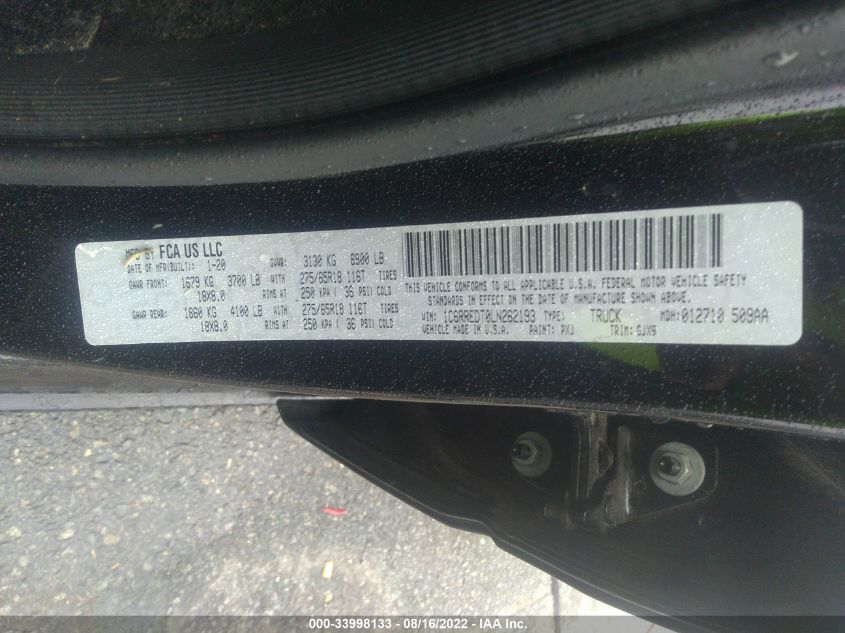 MFD BY FCA US LLC
DATE OF MFR(BUILT): 1-20 GVWR: 3130 KG 6900 LB
GAWR FRONT: 1679 KG 3700 LB WITH 275/65R18 116T TIRES
18X8.0 RIMS AT 250 KPA ( 36 PSI) COLD
GAWR REAR: 1860 KG 4100 LB WITH 275/65R18 116T TIRES
18X8.0 RIMS AT 250 KPA ( 36 PSI) COLD
THIS VEHICLE CONFORMS TO ALL APPLICABLE U.S.A. FEDERAL MOTOR VEHICLE SAFETY
STANDARDS IN EFFECT ON THE DATE OF MANUFACTURE SHOWN ABOVE.
VIN: 1C6RREDT0LN262193 TYPE: TRUCK MDH: 012710 509AA
VEHICLE MADE IN U.S.A. PAINT: PXJ TRIM: GJX9
000-33998133 - 08/16/2022 - IAA Inc.